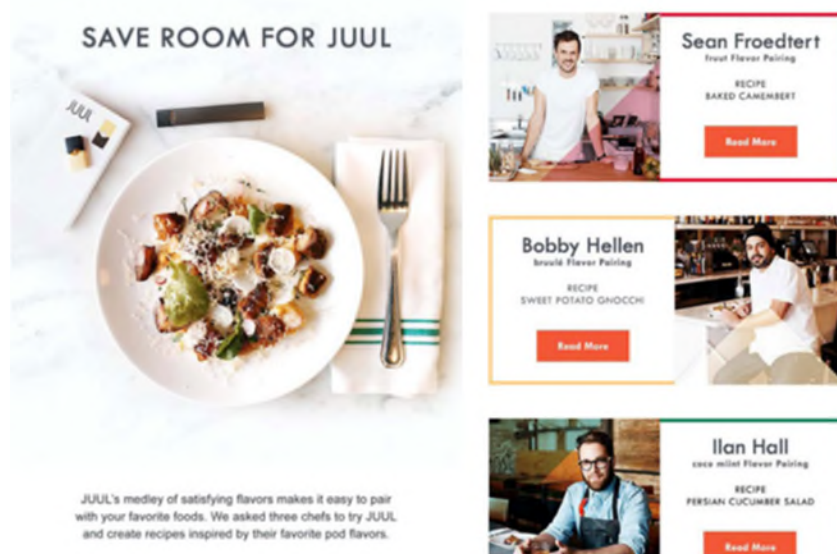 SAVE ROOM FOR JUUL
JUUL
JUUL's medley of satisfying flavors makes it easy to pair
with your favorite foods. We asked three chefs to try JUUL
and create recipes inspired by their favorite pod flavors.
Sean Froedtert
fruut Flavor Pairing
RECIPE
BAKED CAMEMBERT
Read More
Bobby Hellen
bruulé Flavor Pairing
RECIPE
SWEET POTATO GNOCCHI
Read More
Ilan Hall
coco miint Flavor Pairing
RECIPE
PERSIAN CUCUMBER SALAD
Read More